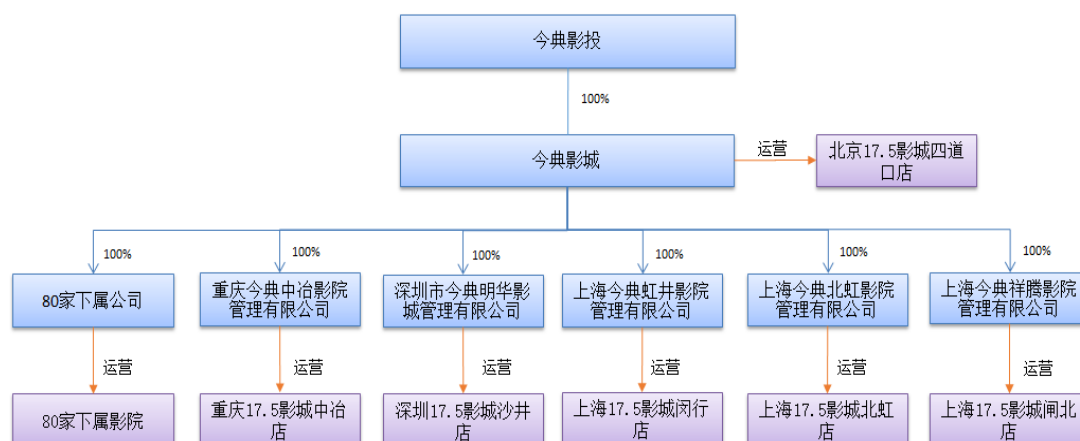 今典影投
100%
今典影城
运营
北京17.5影城四道
口店
100%
100%
100%
100%
100%
100%
80家下属公司
重庆今典中冶影院
管理有限公司
深圳市今典明华影
城管理有限公司
上海今典虹井影院
管理有限公司
上海今典北虹影院
管理有限公司
上海今典祥腾影院
管理有限公司
运营
运营
运营
运营
运营
运营
80家下属影院
重庆17.5影城中冶
店
深圳17.5影城沙井
店
上海17.5影城闵行
店
上海17.5影城北虹
店
上海17.5影城闸北
店